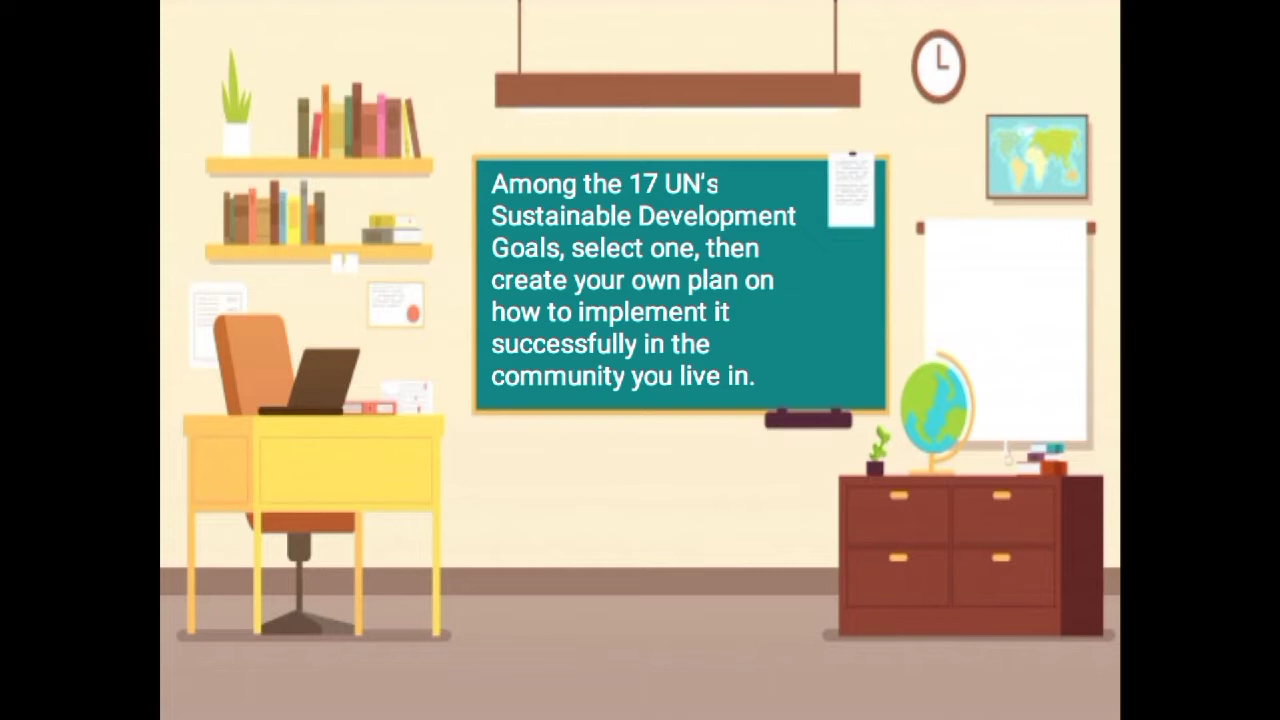 Among the 17 UN's
Sustainable Development
Goals, select one, then
create your own plan on
how to implement it
successfully in the
community you live in.